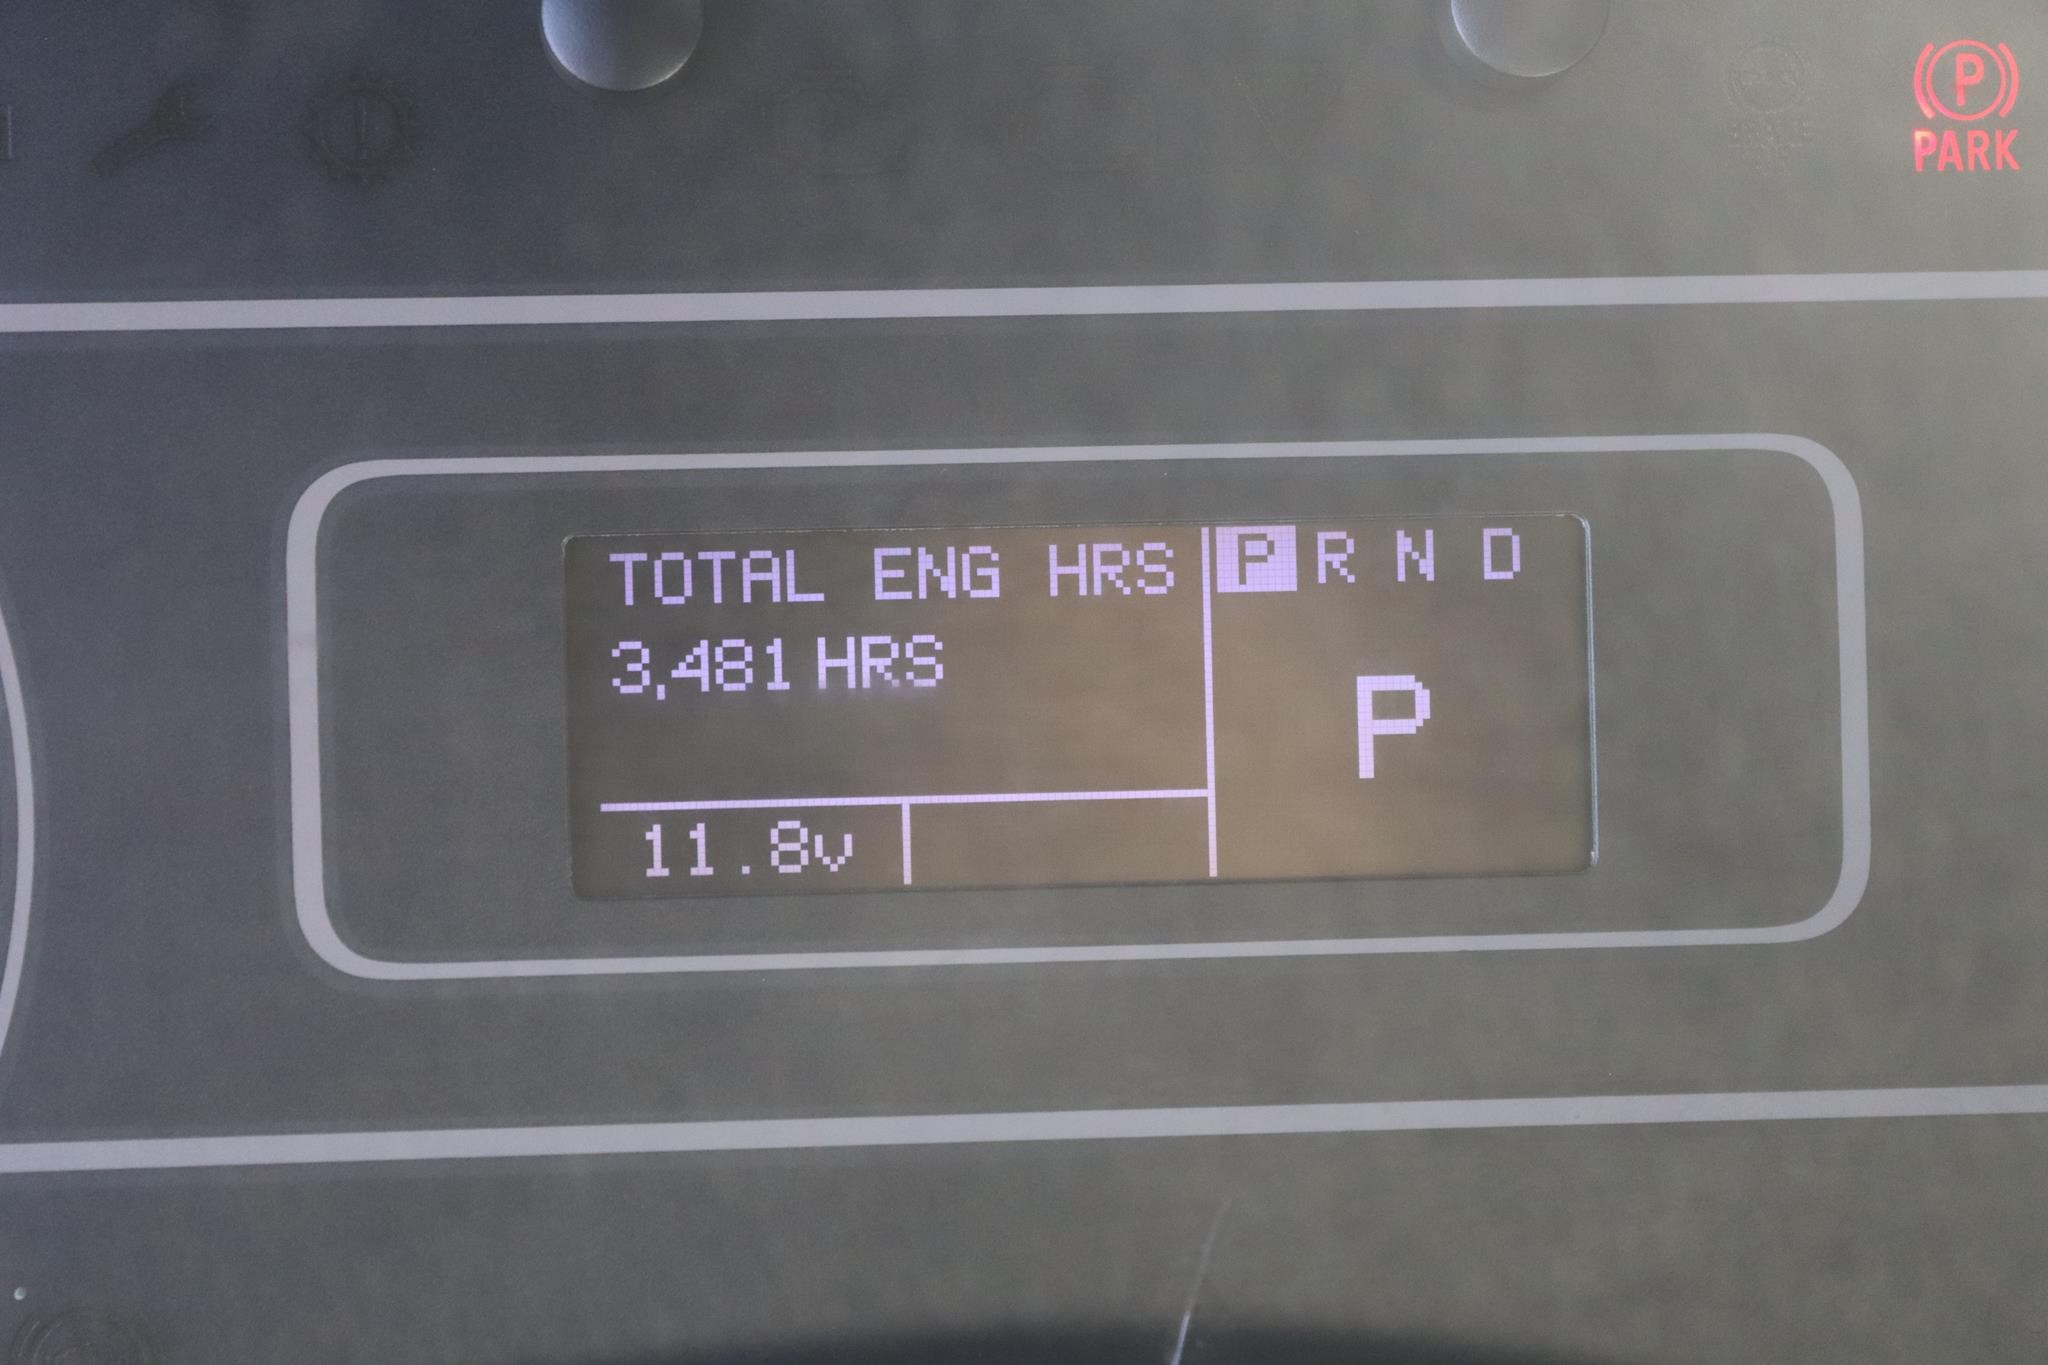 P
PARK
TOTAL ENG HRS
P R N D
3,481 HRS
P
11.8v